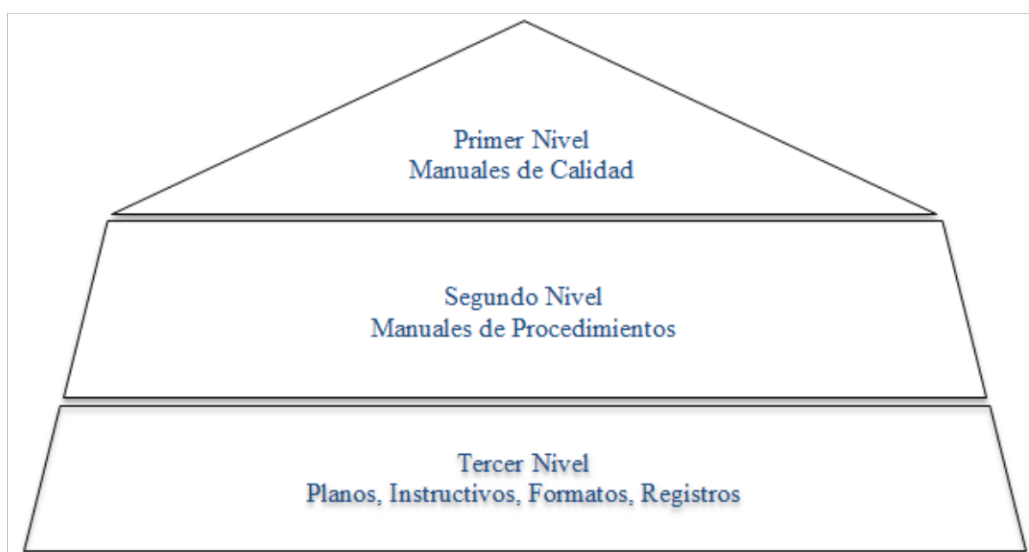 Primer Nivel
Manuales de Calidad
Segundo Nivel
Manuales de Procedimientos
Tercer Nivel
Planos, Instructivos, Formatos, Registros